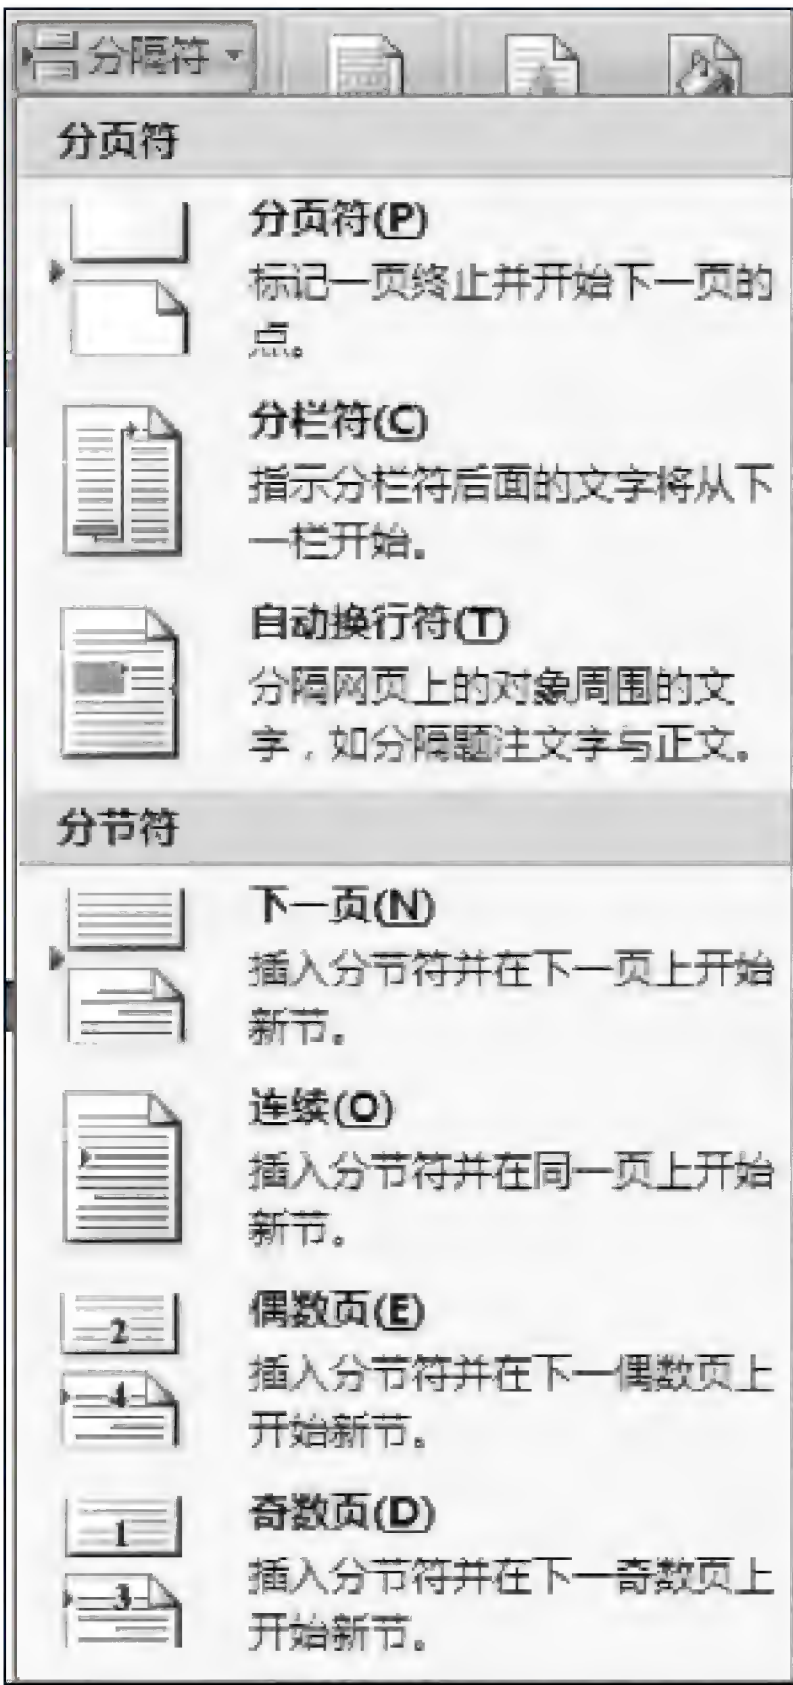 分隔符
分页符
分页符(P)
标记一页终止并开始下一页的
点。
分栏符(C)
指示分栏符后面的文字将从下
一栏开始。
自动换行符(T)
分隔网页上的对象周围的文
字，如分隔题注文字与正文。
分节符
下一页(N)
插入分节符并在下一页上开始
新节。
连续(O)
插入分节符并在同一页上开始
新节。
2
偶数页(E)
4
插入分节符并在下一偶数页上
开始新节。
1
奇数页(D)
3
插入分节符并在下一奇数页上
开始新节。